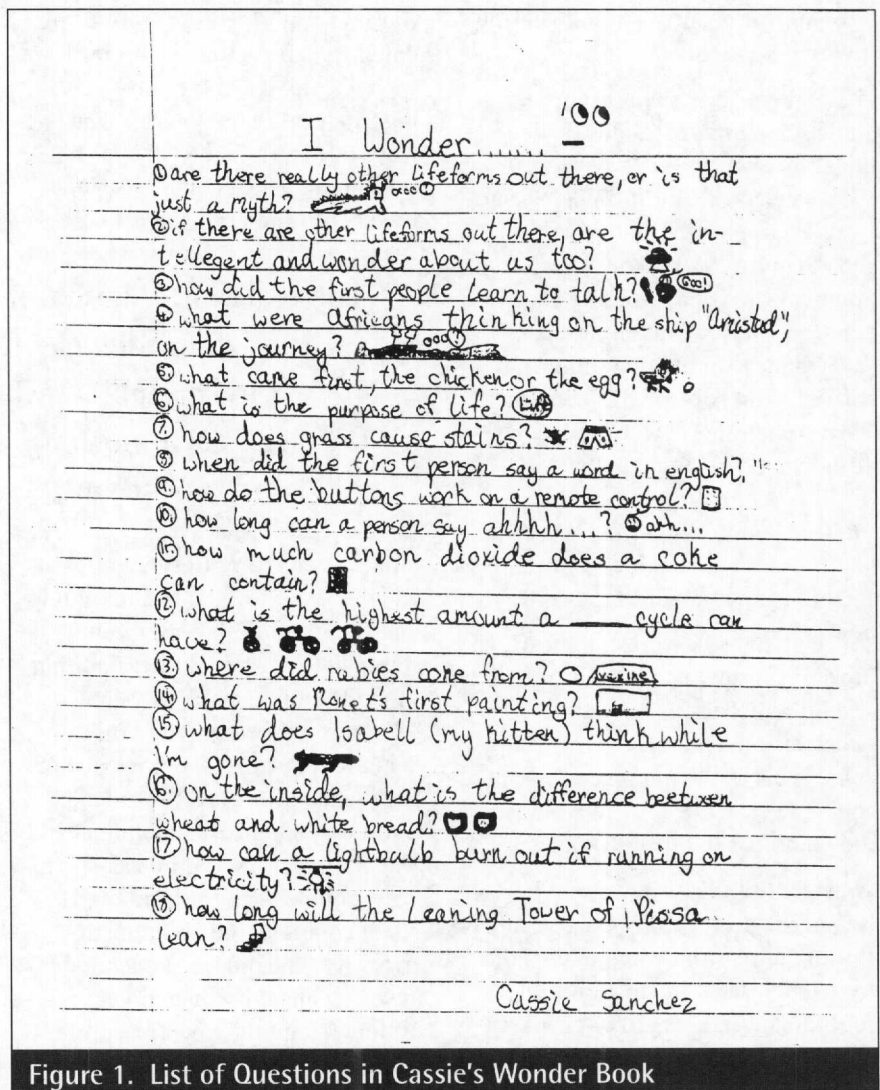 I Wonder......
① are there really other lifeforms out there, or is that
just a myth?
② if there are other lifeforms out there, are the in-
tellegent and wonder about us too?
③ how did the first people learn to talk? Goo!
④ what were Africans thinking on the ship "Amistad",
on the journey?
⑤ what came first, the chicken or the egg?
⑥ what is the purpose of life?
⑦ how does grass cause stains?
⑧ when did the first person say a word in english?
⑨ how do the buttons work on a remote control?
⑩ how long can a person say ahhhh...? ahh...
⑪ how much carbon dioxide does a coke
can contain?
⑫ what is the highest amount a ___ cycle can
have?
⑬ where did rabies come from?
⑭ what was Monet's first painting?
⑮ what does Isabell (my kitten) think while
I'm gone?
⑯ on the inside, what is the difference beetween
wheat and white bread?
⑰ how can a lightbulb burn out if running on
electricity?
⑱ how long will the Leaning Tower of Pissa
lean?
Cassie Sanchez
Figure 1. List of Questions in Cassie's Wonder Book